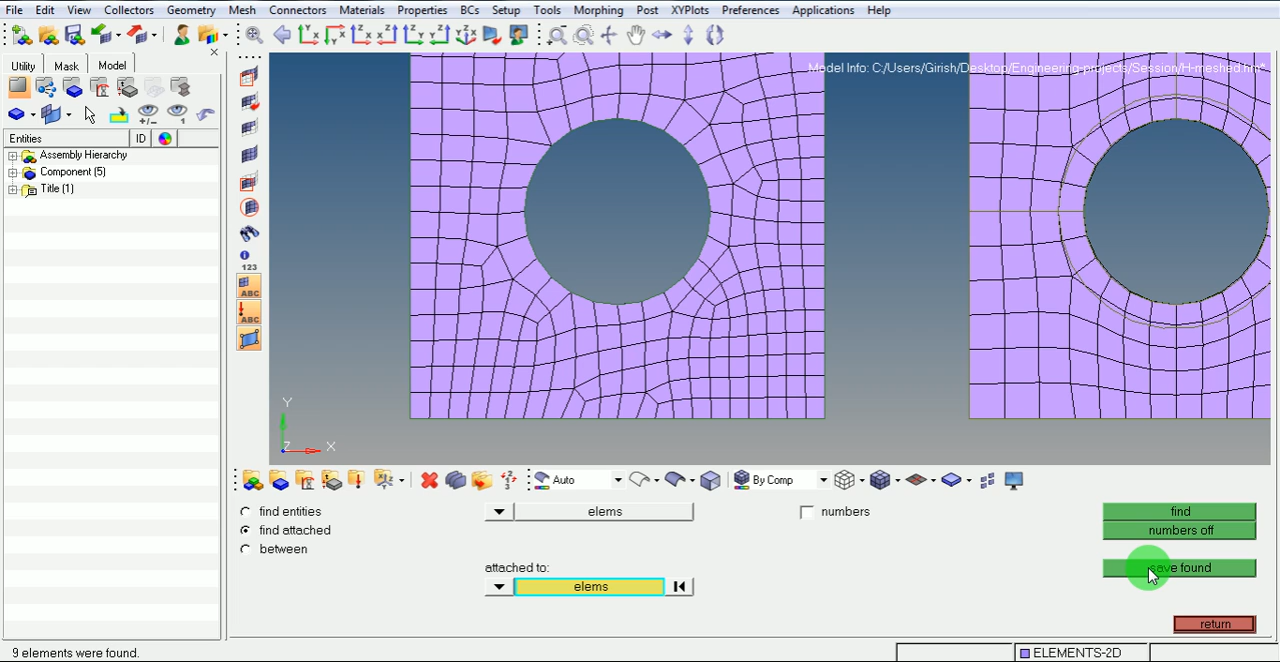 File Edit View Collectors Geometry Mesh Connectors Materials Properties BCs Setup Tools Morphing Post XYPlots Preferences Applications Help
Utility Mask Model
Model Info: C:/Users/Girish/Desktop/Engineering-projects/Session/H-meshed.hm*
Entities ID
Assembly Hierarchy
Component (5)
Title (1)
123
ABC
ABC
Y
Z X
Auto By Comp
find entities elems numbers find
find attached numbers off
between
attached to: save found
elems
return
9 elements were found. ELEMENTS-2D